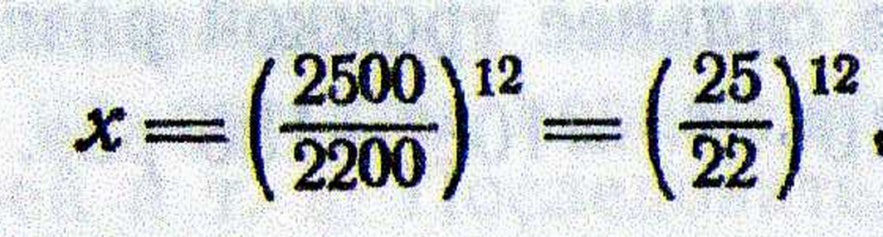 x = (2500/2200)^12 = (25/22)^12.